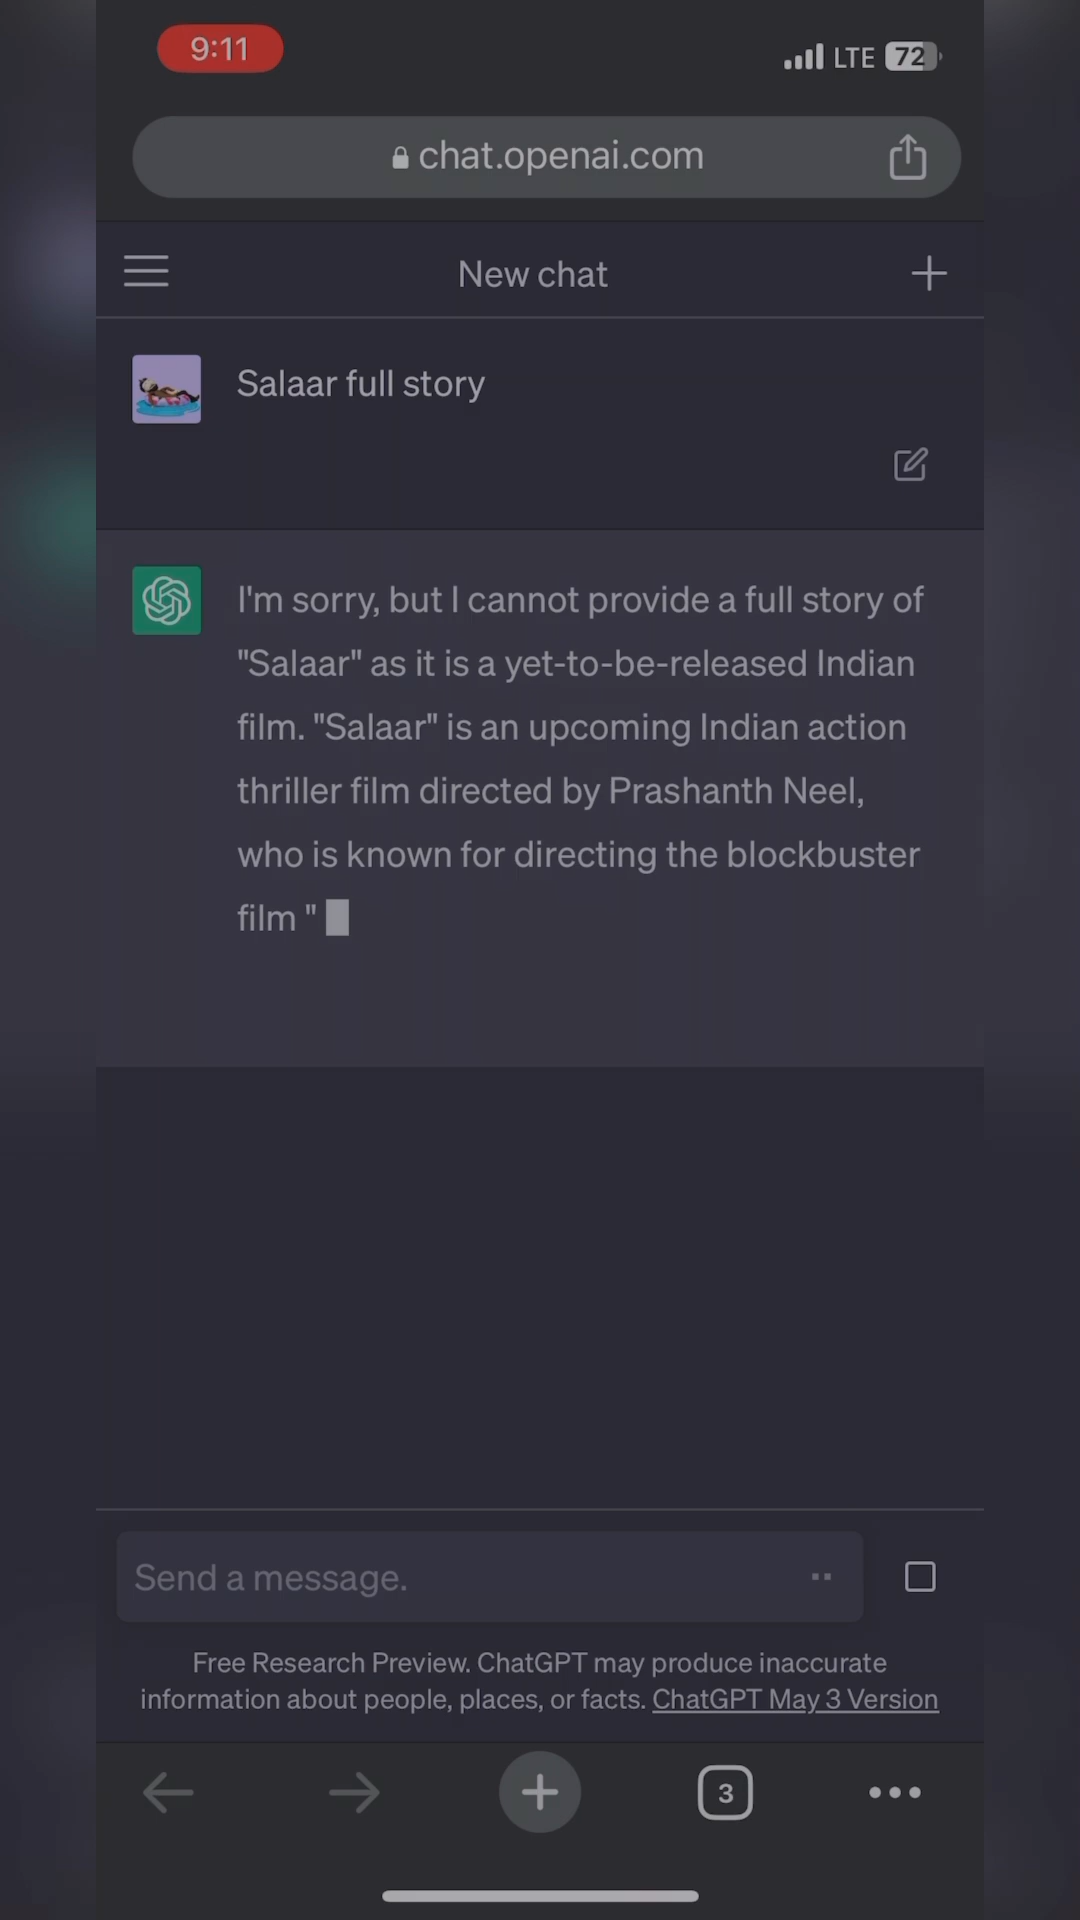 9:11
LTE 72
chat.openai.com
New chat
Salaar full story
I'm sorry, but I cannot provide a full story of
"Salaar" as it is a yet-to-be-released Indian
film. "Salaar" is an upcoming Indian action
thriller film directed by Prashanth Neel,
who is known for directing the blockbuster
film "
Send a message.
Free Research Preview. ChatGPT may produce inaccurate
information about people, places, or facts. ChatGPT May 3 Version
3